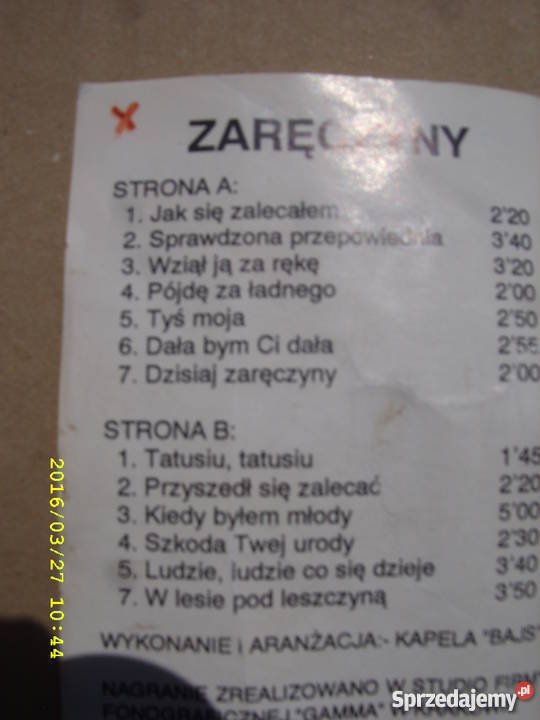 x
ZARĘCZYNY
STRONA A:
1. Jak się zalecałem 2'20
2. Sprawdzona przepowiednia 3'40
3. Wziął ją za rękę 3'20
4. Pójdę za ładnego 2'00
5. Tyś moja 2'50
6. Dała bym Ci dała 2'55
7. Dzisiaj zaręczyny 2'00
STRONA B:
1. Tatusiu, tatusiu 1'45
2. Przyszedł się zalecać 2'20
3. Kiedy byłem młody 5'00
4. Szkoda Twej urody 2'30
5. Ludzie, ludzie co się dzieje 3'40
7. W lesie pod leszczyną 3'50
WYKONANIE i ARANŻACJA:- KAPELA "BAJS"
NAGRANIE ZREALIZOWANO W STUDIO
FONOGRAFICZNEJ "GAMMA" W
2016/03/27 10:44
Sprzedajemy.pl